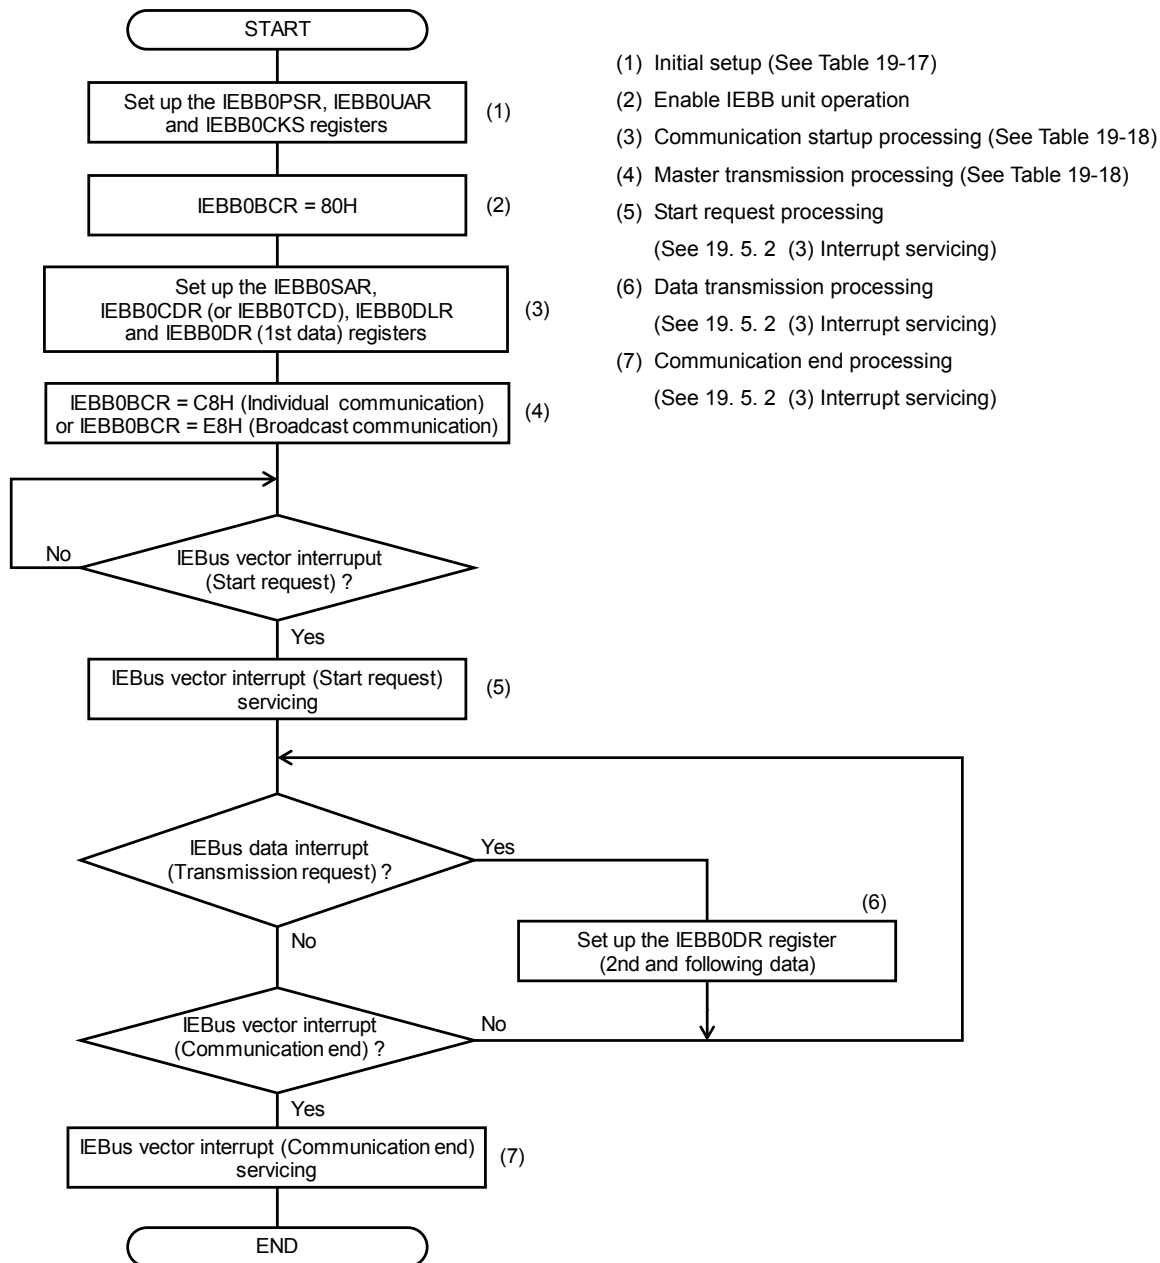 START
Set up the IEBB0PSR, IEBB0UAR
and IEBB0CKS registers
(1)
IEBB0BCR = 80H
(2)
Set up the IEBB0SAR,
IEBB0CDR (or IEBB0TCD), IEBB0DLR
and IEBB0DR (1st data) registers
(3)
IEBB0BCR = C8H (Individual communication)
or IEBB0BCR = E8H (Broadcast communication)
(4)
No
IEBus vector interruput
(Start request) ?
Yes
IEBus vector interrupt (Start request)
servicing
(5)
IEBus data interrupt
(Transmission request) ?
Yes
(6)
Set up the IEBB0DR register
(2nd and following data)
No
IEBus vector interrupt
(Communication end) ?
No
Yes
IEBus vector interrupt (Communication end)
servicing
(7)
END
(1) Initial setup (See Table 19-17)
(2) Enable IEBB unit operation
(3) Communication startup processing (See Table 19-18)
(4) Master transmission processing (See Table 19-18)
(5) Start request processing
(See 19. 5. 2 (3) Interrupt servicing)
(6) Data transmission processing
(See 19. 5. 2 (3) Interrupt servicing)
(7) Communication end processing
(See 19. 5. 2 (3) Interrupt servicing)